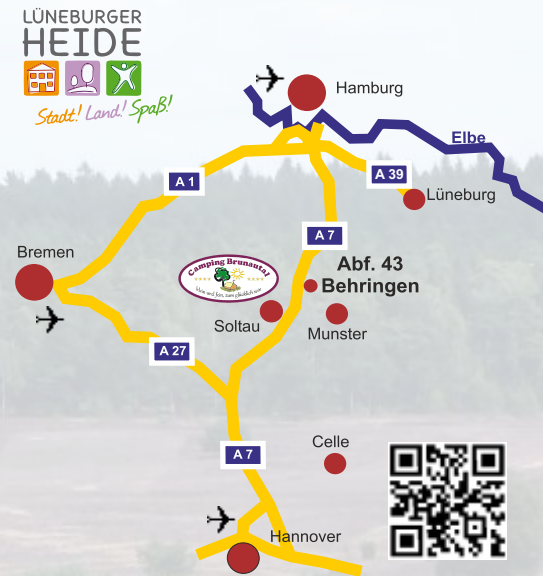 LÜNEBURGER
HEIDE
Stadt! Land! Spaß!
Hamburg
Elbe
A 1
A 39
Lüneburg
A 7
Bremen
Camping Brunautal
Abf. 43
Behringen
Soltau
Munster
A 27
Celle
A 7
Hannover